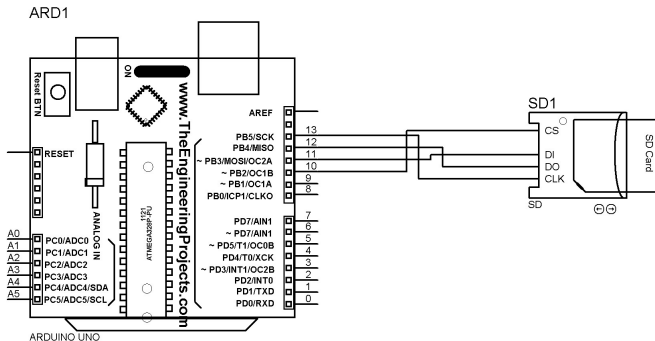 ARD1
Reset BTN
ON
www.TheEngineeringProjects.com
RESET
ANALOG IN
1121
ATMEGA328P-PU
A0 PC0/ADC0
A1 PC1/ADC1
A2 PC2/ADC2
A3 PC3/ADC3
A4 PC4/ADC4/SDA
A5 PC5/ADC5/SCL
AREF
PB5/SCK 13
PB4/MISO 12
~ PB3/MOSI/OC2A 11
~ PB2/OC1B 10
~ PB1/OC1A 9
PB0/ICP1/CLKO 8
PD7/AIN1 7
~ PD7/AIN1 6
~ PD5/T1/OC0B 5
PD4/T0/XCK 4
~ PD3/INT1/OC2B 3
PD2/INT0 2
PD1/TXD 1
PD0/RXD 0
ARDUINO UNO
SD1
CS
DI
DO
CLK
SD
SD Card